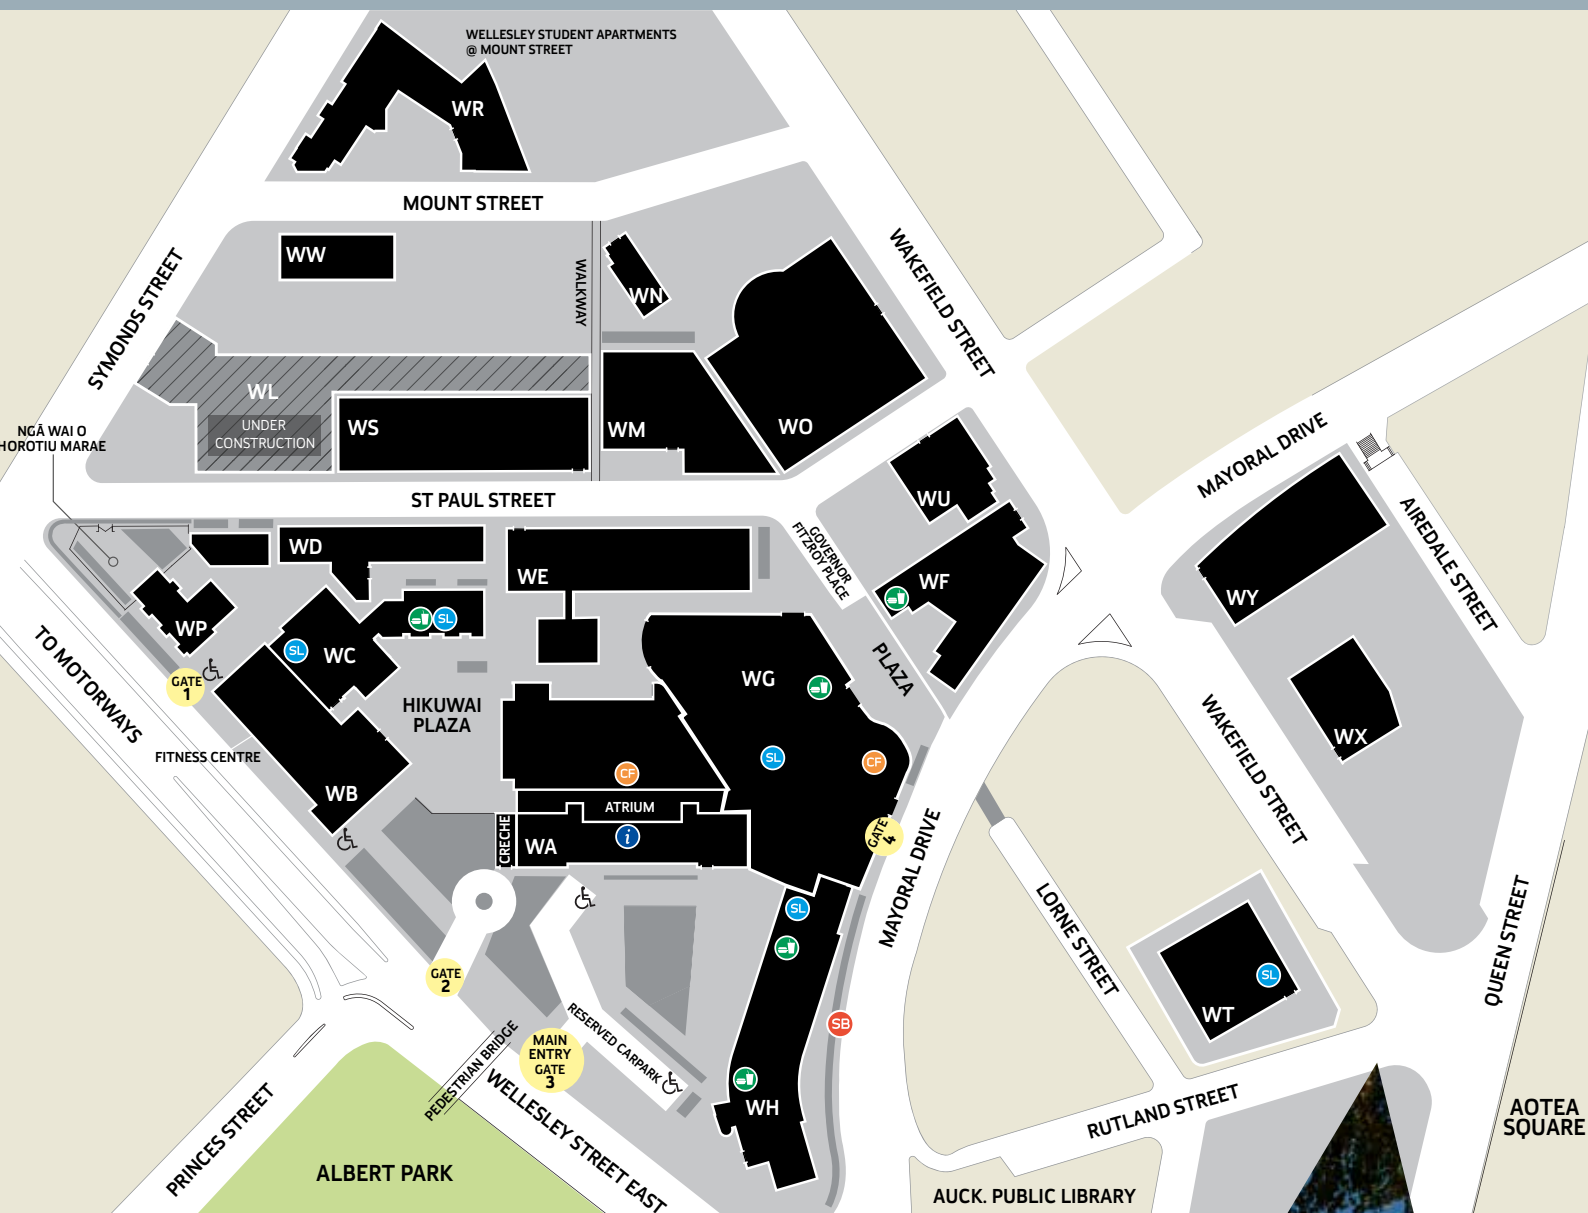 WELLESLEY STUDENT APARTMENTS
@ MOUNT STREET
WR
MOUNT STREET
WW
WALKWAY
WN
WAKEFIELD STREET
SYMONDS STREET
WL
UNDER
CONSTRUCTION
WS
WM
WO
NGĀ WAI O
HOROTIU MARAE
ST PAUL STREET
WU
MAYORAL DRIVE
AIREDALE STREET
GOVERNOR
FITZROY PLACE
WD
WE
WF
WY
WP
SL
SL
WC
PLAZA
TO MOTORWAYS
GATE
1
HIKUWAI
PLAZA
WG
WX
FITNESS CENTRE
SL
CF
CF
WB
ATRIUM
WAKEFIELD STREET
CRECHE
WA
i
GATE
4
MAYORAL DRIVE
SL
LORNE STREET
QUEEN STREET
GATE
2
SL
WT
SB
RESERVED CARPARK
PEDESTRIAN BRIDGE
MAIN
ENTRY
GATE
3
WH
WELLESLEY STREET EAST
PRINCES STREET
RUTLAND STREET
AOTEA
SQUARE
ALBERT PARK
AUCK. PUBLIC LIBRARY